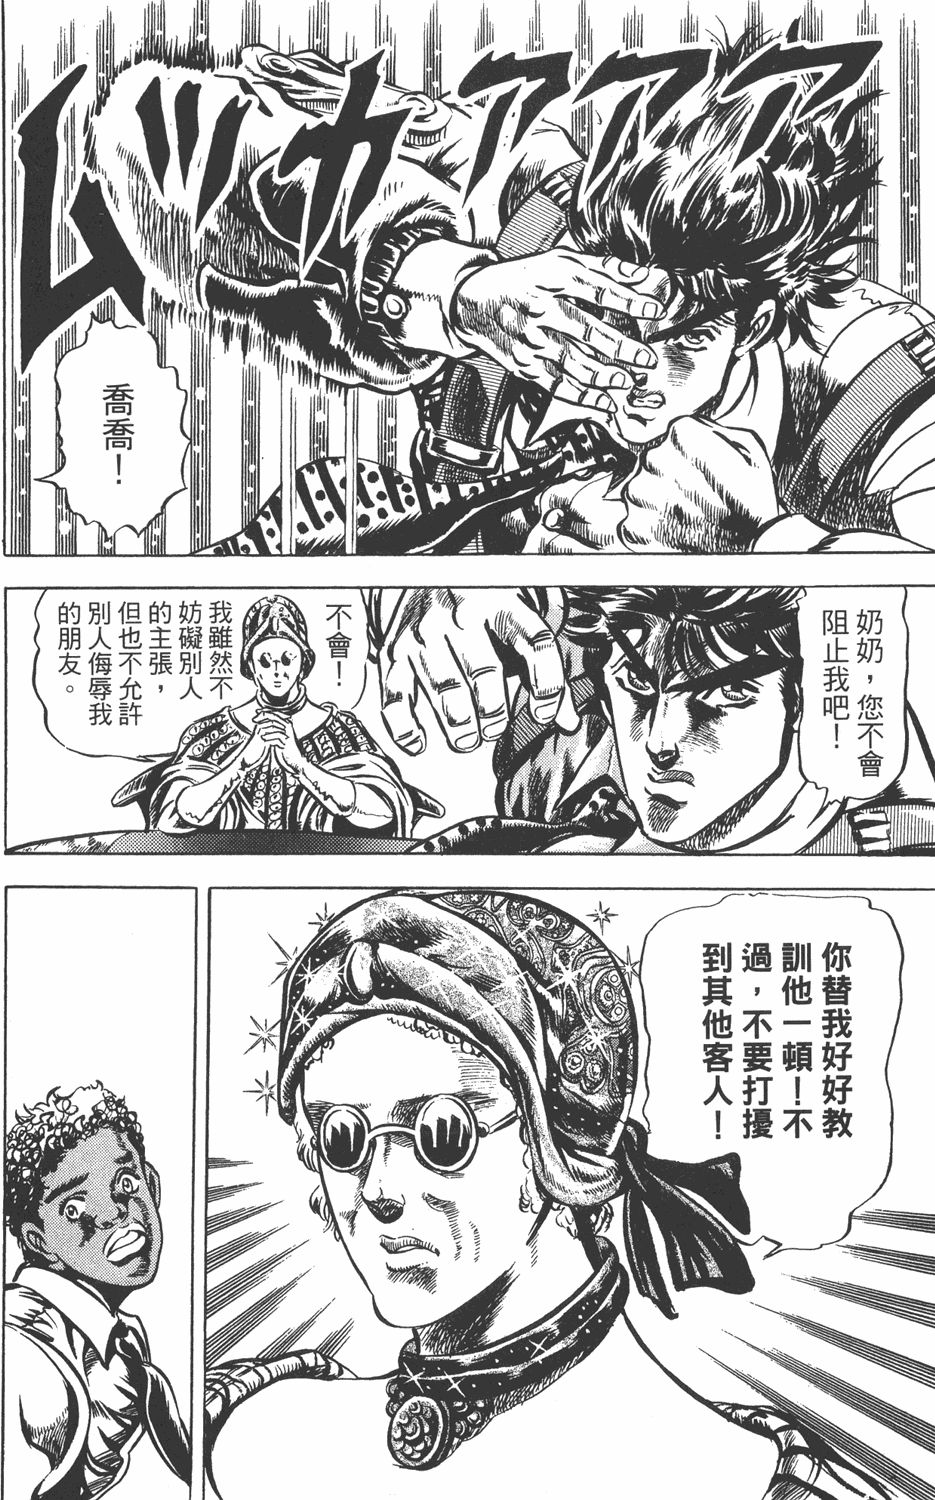 ムッカアアア
喬喬！
奶奶，您不會
阻止我吧！
不會！
我雖然不
妨礙別人
的主張，
但也不允許
別人侮辱我
的朋友。
你替我好好教
訓他一頓！不
過，不要打擾
到其他客人！